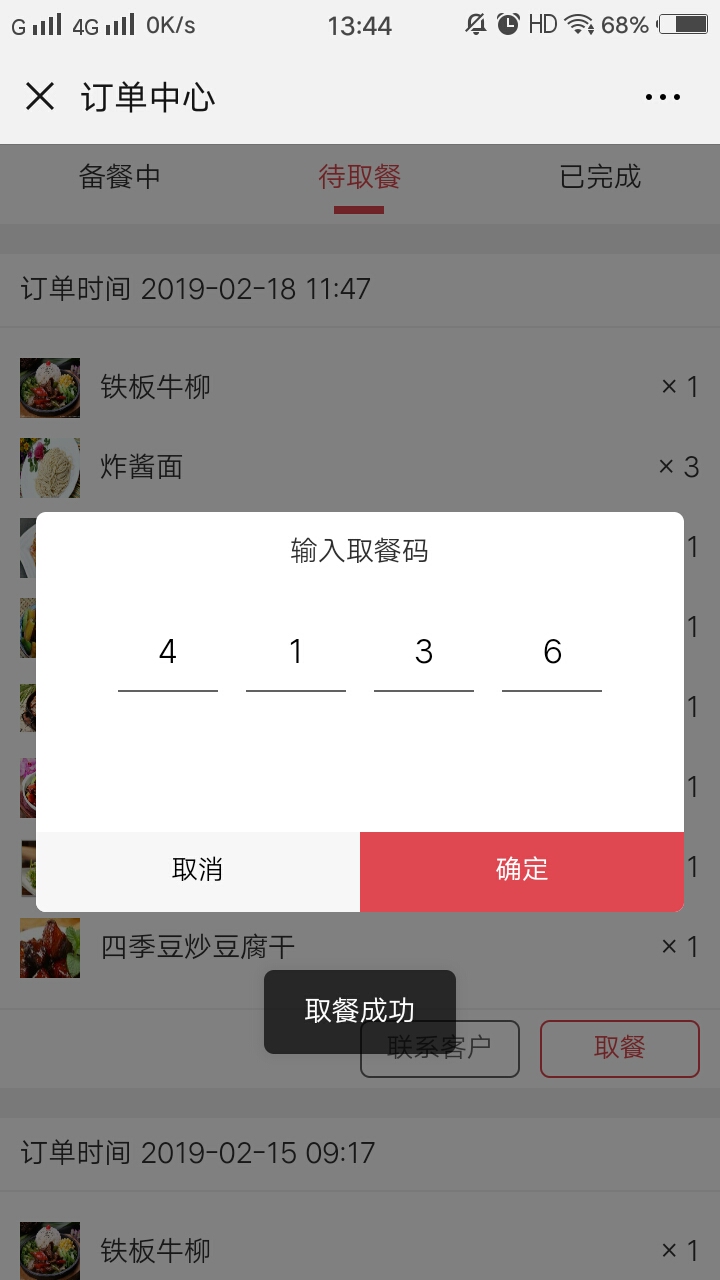 G 4G 0K/s 13:44 HD 68%
订单中心
备餐中 待取餐 已完成
订单时间 2019-02-18 11:47
铁板牛柳 × 1
炸酱面 × 3
1
输入取餐码
1
4 1 3 6
1
1
1
取消 确定
四季豆炒豆腐干 × 1
取餐成功
联系客户 取餐
订单时间 2019-02-15 09:17
铁板牛柳 × 1